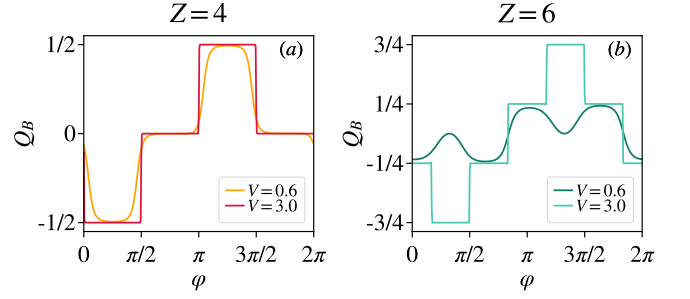 Z = 4
Z = 6
Q_B
1/2
0
-1/2
(a)
V = 0.6
V = 3.0
0
π/2
π
3π/2
2π
φ
Q_B
3/4
1/4
-1/4
-3/4
(b)
V = 0.6
V = 3.0
0
π/2
π
3π/2
2π
φ